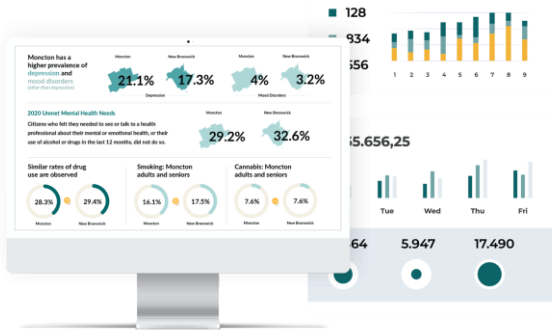 Moncton has a
higher prevalence of
depression and
mood disorders
(other than depression)
Moncton
21.1%
New Brunswick
17.3%
Depression
Moncton
4%
New Brunswick
3.2%
Mood Disorders
2020 Unmet Mental Health Needs
Citizens who felt they needed to see or talk to a health
professional about their mental or emotional health, or their
use of alcohol or drugs in the last 12 months, did not do so.
Moncton
29.2%
New Brunswick
32.6%
Similar rates of drug
use are observed
28.3%
29.4%
Moncton
New Brunswick
Smoking: Moncton
adults and seniors
16.1%
17.5%
Moncton
New Brunswick
Cannabis: Moncton
adults and seniors
7.6%
7.6%
Moncton
New Brunswick
128
934
556
1 2 3 4 5 6 7 8 9
5.656,25
Tue Wed Thu Fri
64 5.947 17.490